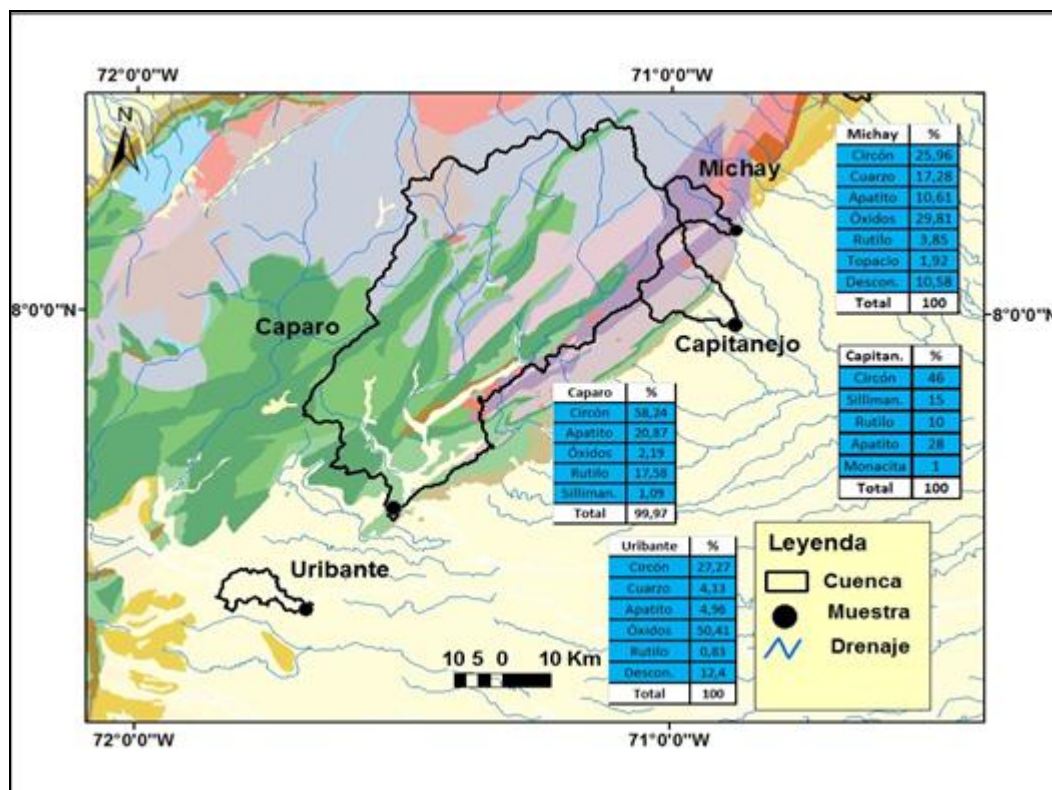 72°0'0"W 71°0'0"W
N
Michay %
Circón 25,96
Cuarzo 17,28
Apatito 10,61
Óxidos 29,81
Rutilo 3,85
Topacio 1,92
Descon. 10,58
Total 100
Michay
8°0'0"N 8°0'0"N
Caparo
Capitanejo
Capitan. %
Circón 46
Silliman. 15
Rutilo 10
Apatito 28
Monacita 1
Total 100
Caparo %
Circón 58,24
Apatito 20,87
Óxidos 2,19
Rutilo 17,58
Silliman. 1,09
Total 99,97
Uribante %
Circón 27,27
Cuarzo 4,13
Apatito 4,96
Óxidos 50,41
Rutilo 0,83
Descon. 12,4
Total 100
Uribante
Leyenda
Cuenca
Muestra
Drenaje
10 5 0 10 Km
72°0'0"W 71°0'0"W